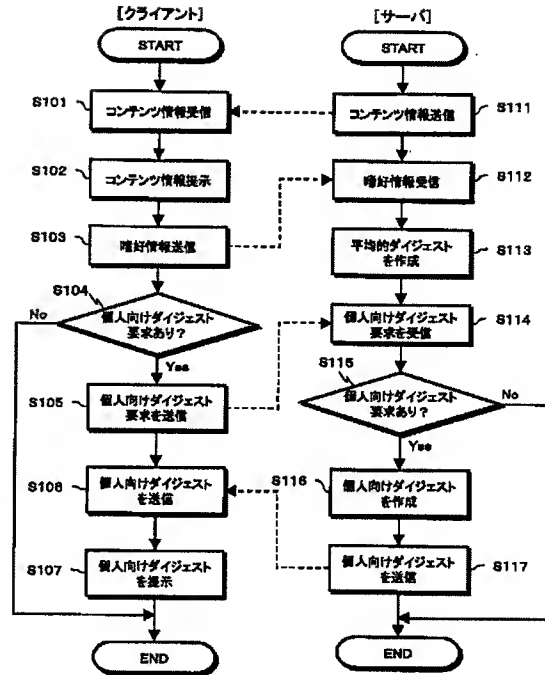 [クライアント]
START
S101
コンテンツ情報受信
S102
コンテンツ情報提示
S103
嗜好情報送信
S104
個人向けダイジェスト
要求あり?
No
Yes
S105
個人向けダイジェスト
要求を送信
S106
個人向けダイジェスト
を送信
S107
個人向けダイジェスト
を提示
END
[サーバ]
START
コンテンツ情報送信
S111
嗜好情報受信
S112
平均的ダイジェスト
を作成
S113
個人向けダイジェスト
要求を受信
S114
S115
個人向けダイジェスト
要求あり?
No
Yes
S116
個人向けダイジェスト
を作成
個人向けダイジェスト
を送信
S117
END